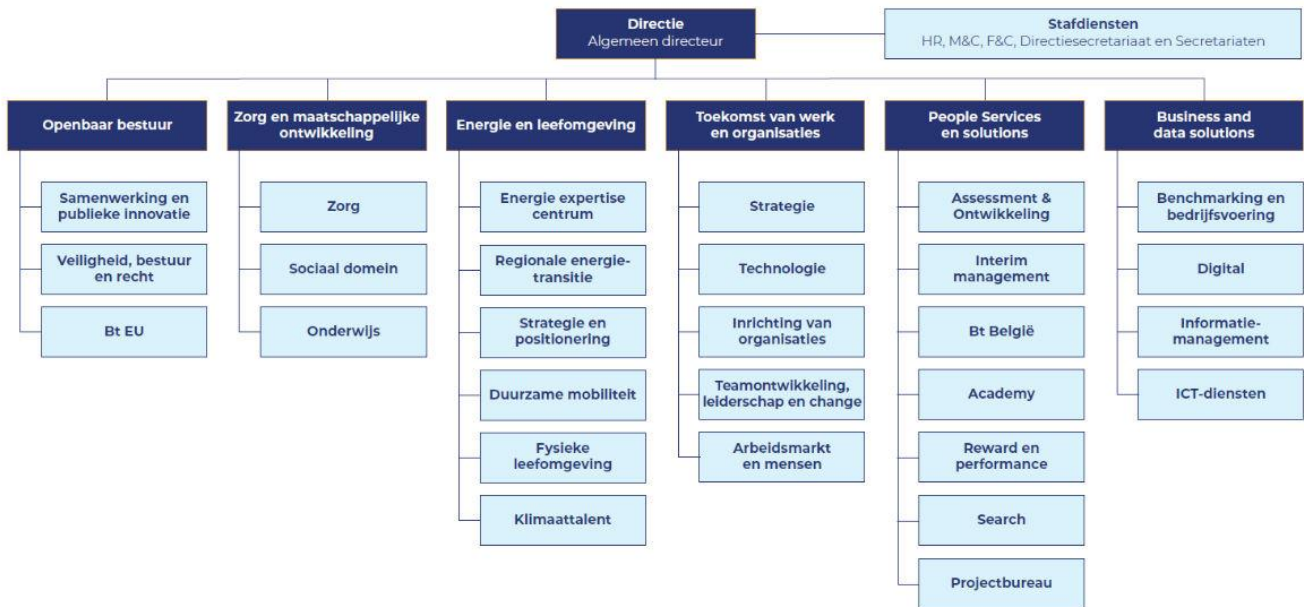 Directie
Algemeen directeur
Stafdiensten
HR, M&C, F&C, Directiesecretariaat en Secretariaten
Openbaar bestuur
Zorg en maatschappelijke
ontwikkeling
Energie en leefomgeving
Toekomst van werk
en organisaties
People Services
en solutions
Business and
data solutions
Samenwerking en
publieke innovatie
Veiligheid, bestuur
en recht
Bt EU
Zorg
Sociaal domein
Onderwijs
Energie expertise
centrum
Regionale energie-
transitie
Strategie en
positionering
Duurzame mobiliteit
Fysieke
leefomgeving
Klimaattalent
Strategie
Technologie
Inrichting van
organisaties
Teamontwikkeling,
leiderschap en change
Arbeidsmarkt
en mensen
Assessment &
Ontwikkeling
Interim
management
Bt België
Academy
Reward en
performance
Search
Projectbureau
Benchmarking en
bedrijfsvoering
Digital
Informatie-
management
ICT-diensten